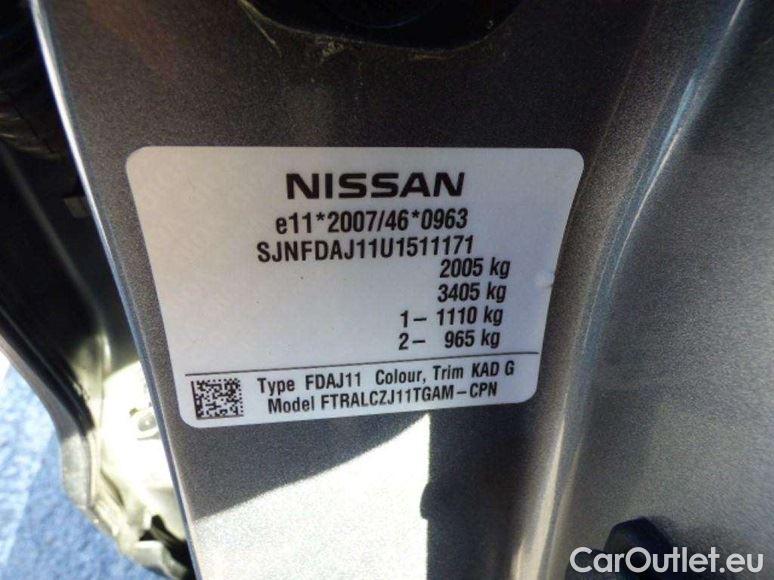 NISSAN
e11*2007/46*0963
SJNFDAJ11U1511171
2005 kg
3405 kg
1– 1110 kg
2– 965 kg
Type FDAJ11 Colour, Trim KAD G
Model FTRALCZJ11TGAM–CPN
CarOutlet.eu